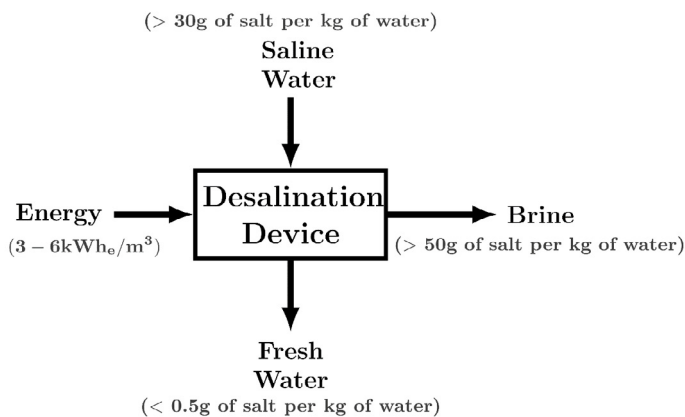 (> 30g of salt per kg of water)
Saline
Water
Desalination
Device
Energy
(3 − 6kWhₑ/m³)
Brine
(> 50g of salt per kg of water)
Fresh
Water
(< 0.5g of salt per kg of water)